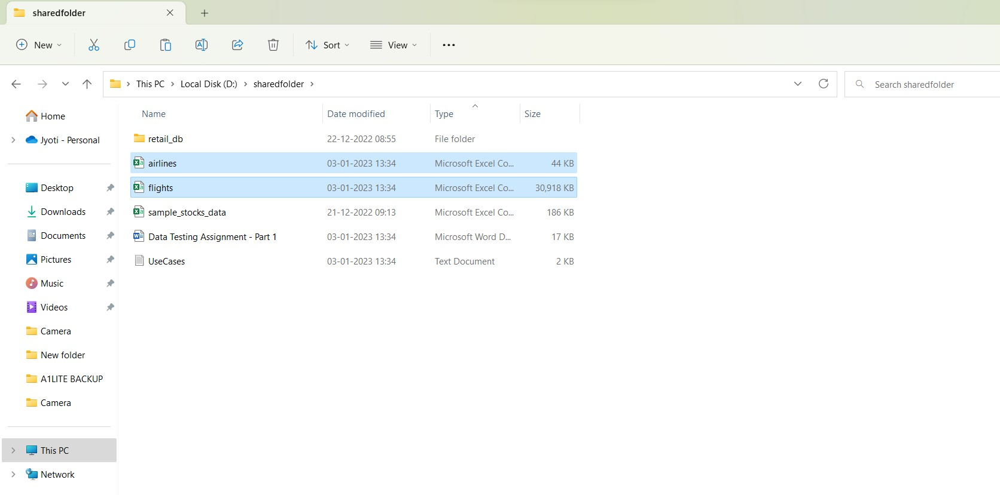 sharedfolder
New
Sort
View
This PC > Local Disk (D:) > sharedfolder >
Search sharedfolder
Home
Jyoti - Personal
Desktop
Downloads
Documents
Pictures
Music
Videos
Camera
New folder
A1LITE BACKUP
Camera
This PC
Network
Name Date modified Type Size
retail_db 22-12-2022 08:55 File folder
airlines 03-01-2023 13:34 Microsoft Excel Co... 44 KB
flights 03-01-2023 13:34 Microsoft Excel Co... 30,918 KB
sample_stocks_data 21-12-2022 09:13 Microsoft Excel Co... 186 KB
Data Testing Assignment - Part 1 03-01-2023 13:34 Microsoft Word D... 17 KB
UseCases 03-01-2023 13:34 Text Document 2 KB